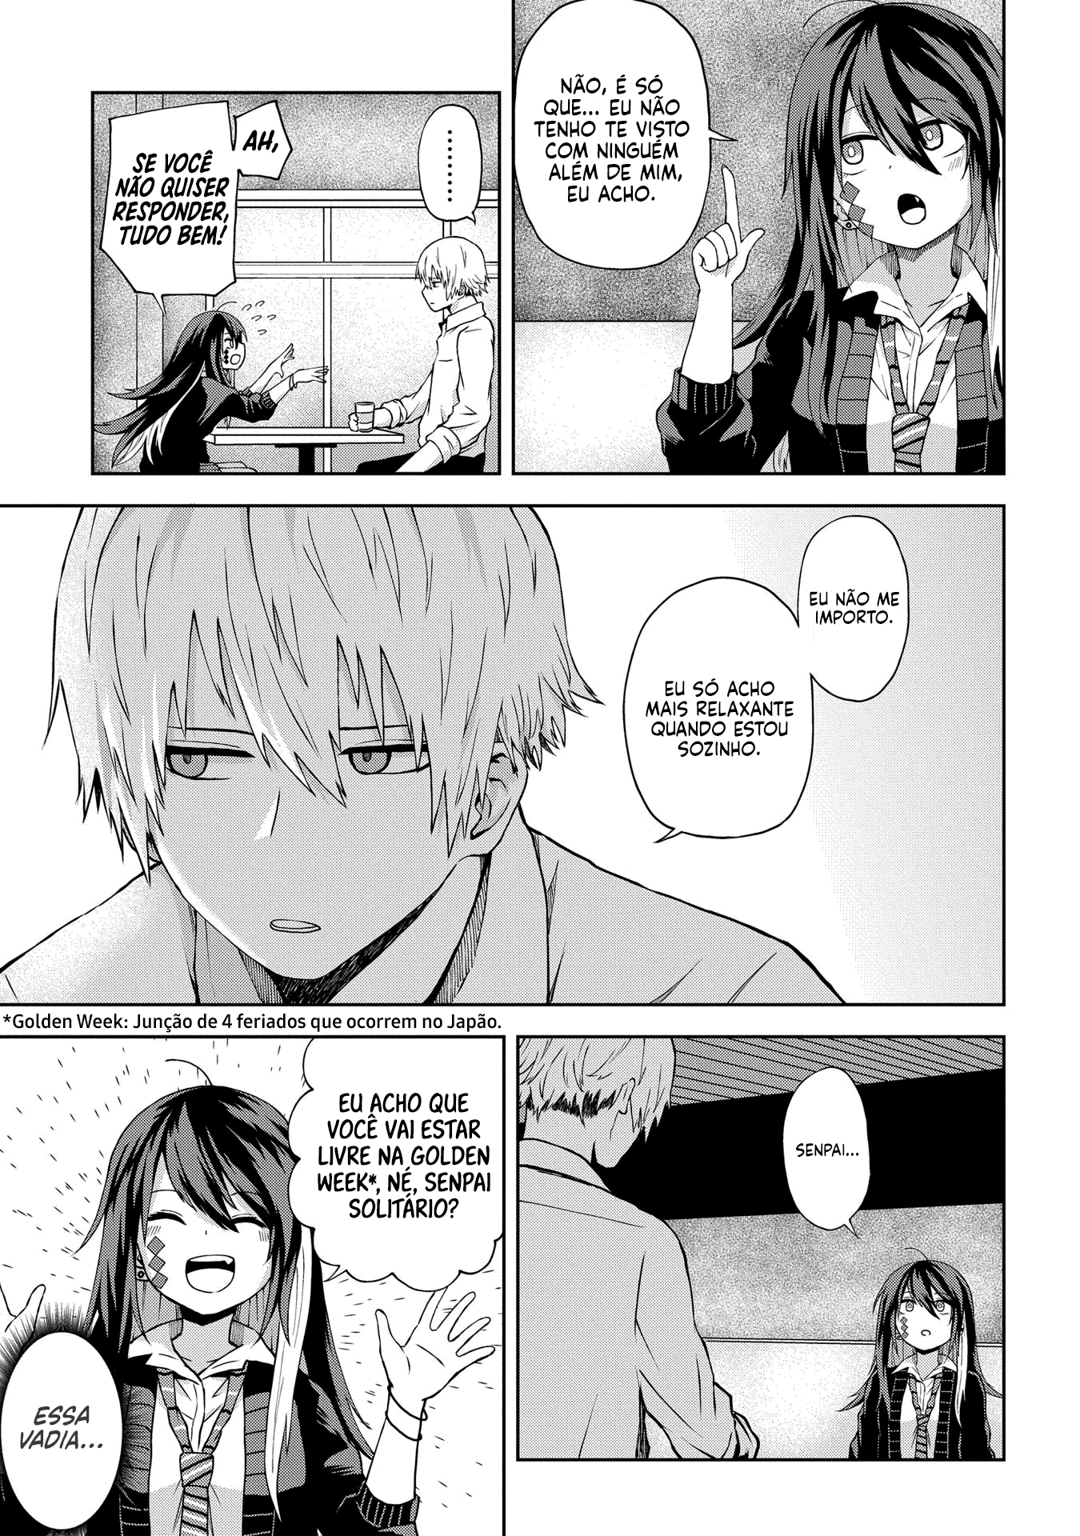 NÃO, É SÓ
QUE... EU NÃO
TENHO TE VISTO
COM NINGUÉM
ALÉM DE MIM,
EU ACHO.
.........
AH,
SE VOCÊ
NÃO QUISER
RESPONDER,
TUDO BEM!
EU NÃO ME
IMPORTO.
EU SÓ ACHO
MAIS RELAXANTE
QUANDO ESTOU
SOZINHO.
*Golden Week: Junção de 4 feriados que ocorrem no Japão.
SENPAI...
EU ACHO QUE
VOCÊ VAI ESTAR
LIVRE NA GOLDEN
WEEK*, NÉ, SENPAI
SOLITÁRIO?
ESSA
VADIA...